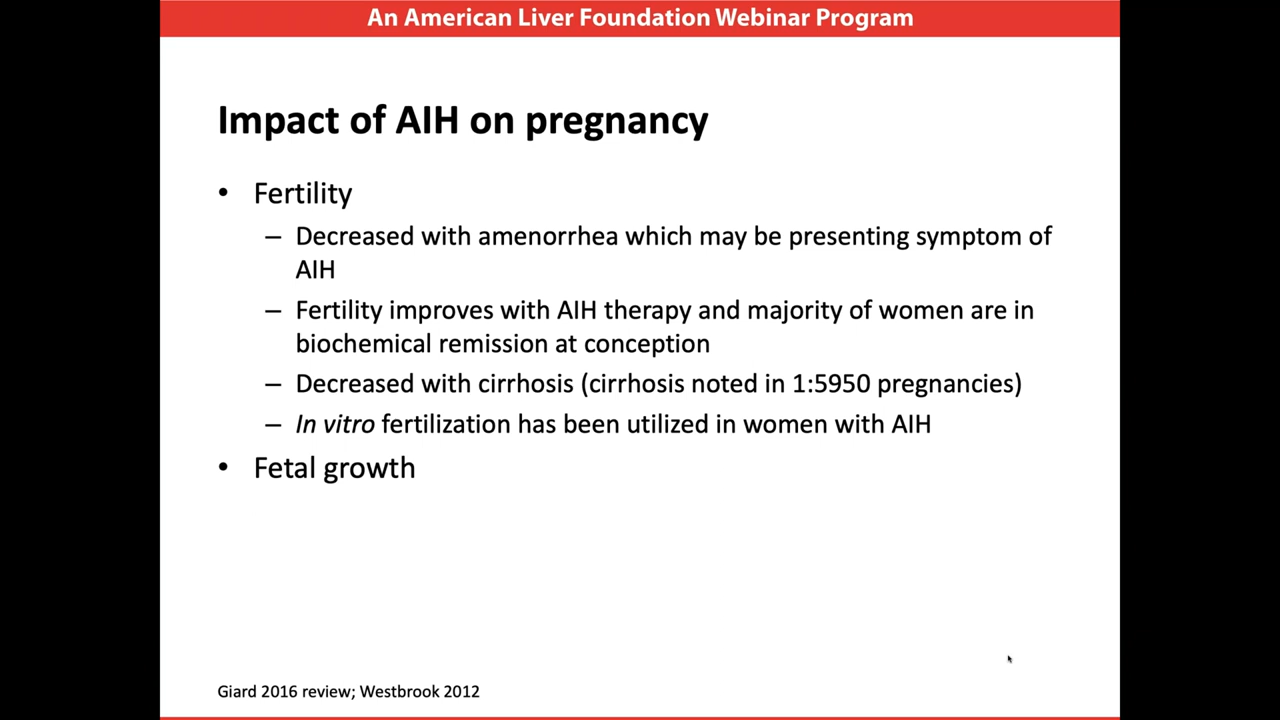 An American Liver Foundation Webinar Program
Impact of AIH on pregnancy
• Fertility
– Decreased with amenorrhea which may be presenting symptom of
AIH
– Fertility improves with AIH therapy and majority of women are in
biochemical remission at conception
– Decreased with cirrhosis (cirrhosis noted in 1:5950 pregnancies)
– In vitro fertilization has been utilized in women with AIH
• Fetal growth
Giard 2016 review; Westbrook 2012